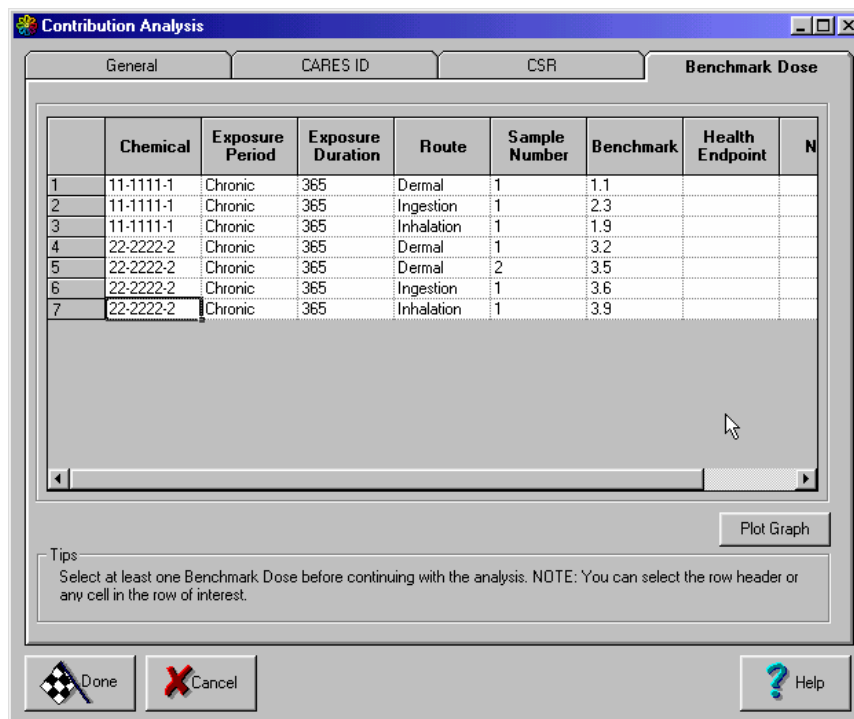 Contribution Analysis
General CARES ID CSR Benchmark Dose
Chemical Exposure Period Exposure Duration Route Sample Number Benchmark Health Endpoint N
1 11-1111-1 Chronic 365 Dermal 1 1.1
2 11-1111-1 Chronic 365 Ingestion 1 2.3
3 11-1111-1 Chronic 365 Inhalation 1 1.9
4 22-2222-2 Chronic 365 Dermal 1 3.2
5 22-2222-2 Chronic 365 Dermal 2 3.5
6 22-2222-2 Chronic 365 Ingestion 1 3.6
7 22-2222-2 Chronic 365 Inhalation 1 3.9
Plot Graph
Tips
Select at least one Benchmark Dose before continuing with the analysis. NOTE: You can select the row header or
any cell in the row of interest.
Done Cancel Help